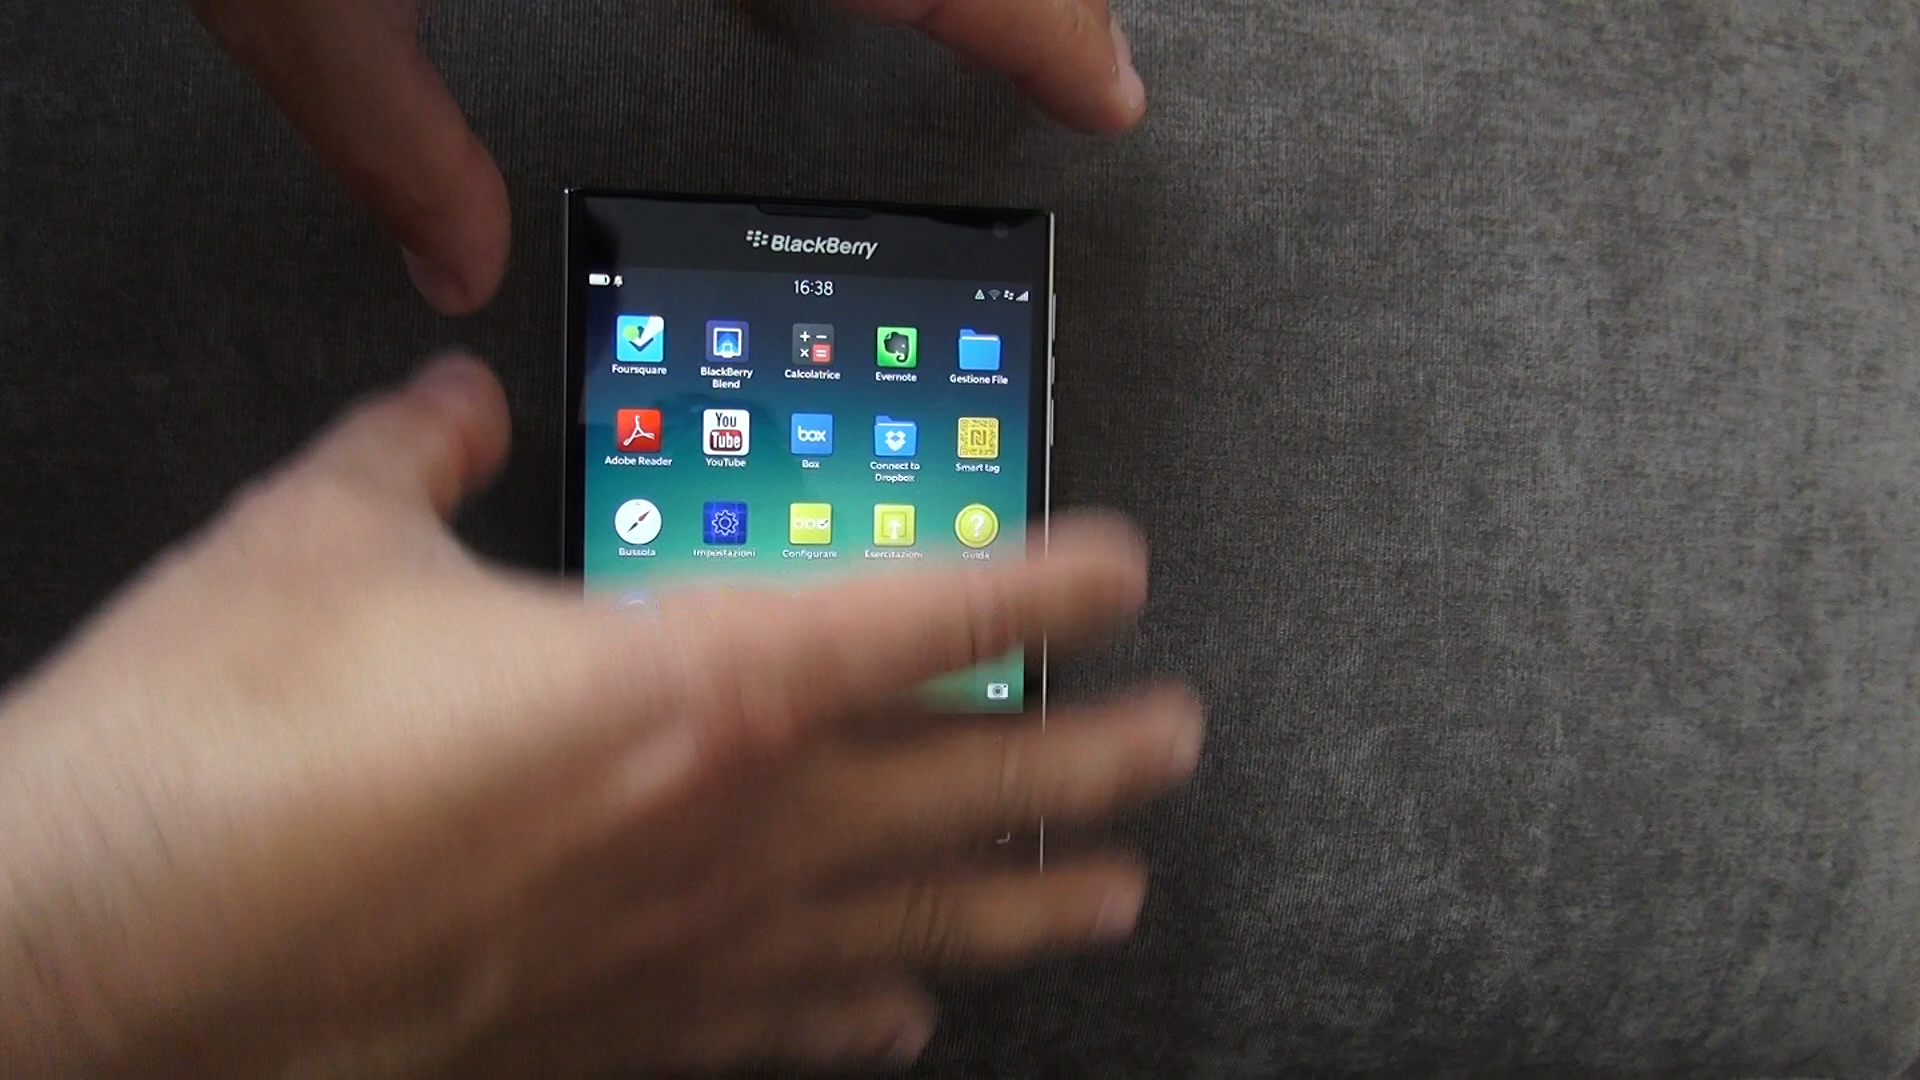 BlackBerry
16:38
Foursquare
BlackBerry Blend
Calcolatrice
Evernote
Gestione File
Adobe Reader
You Tube
YouTube
box
Box
Connect to Dropbox
Smart tag
Bussola
Impostazioni
Configurare
Esercitazioni
Guida